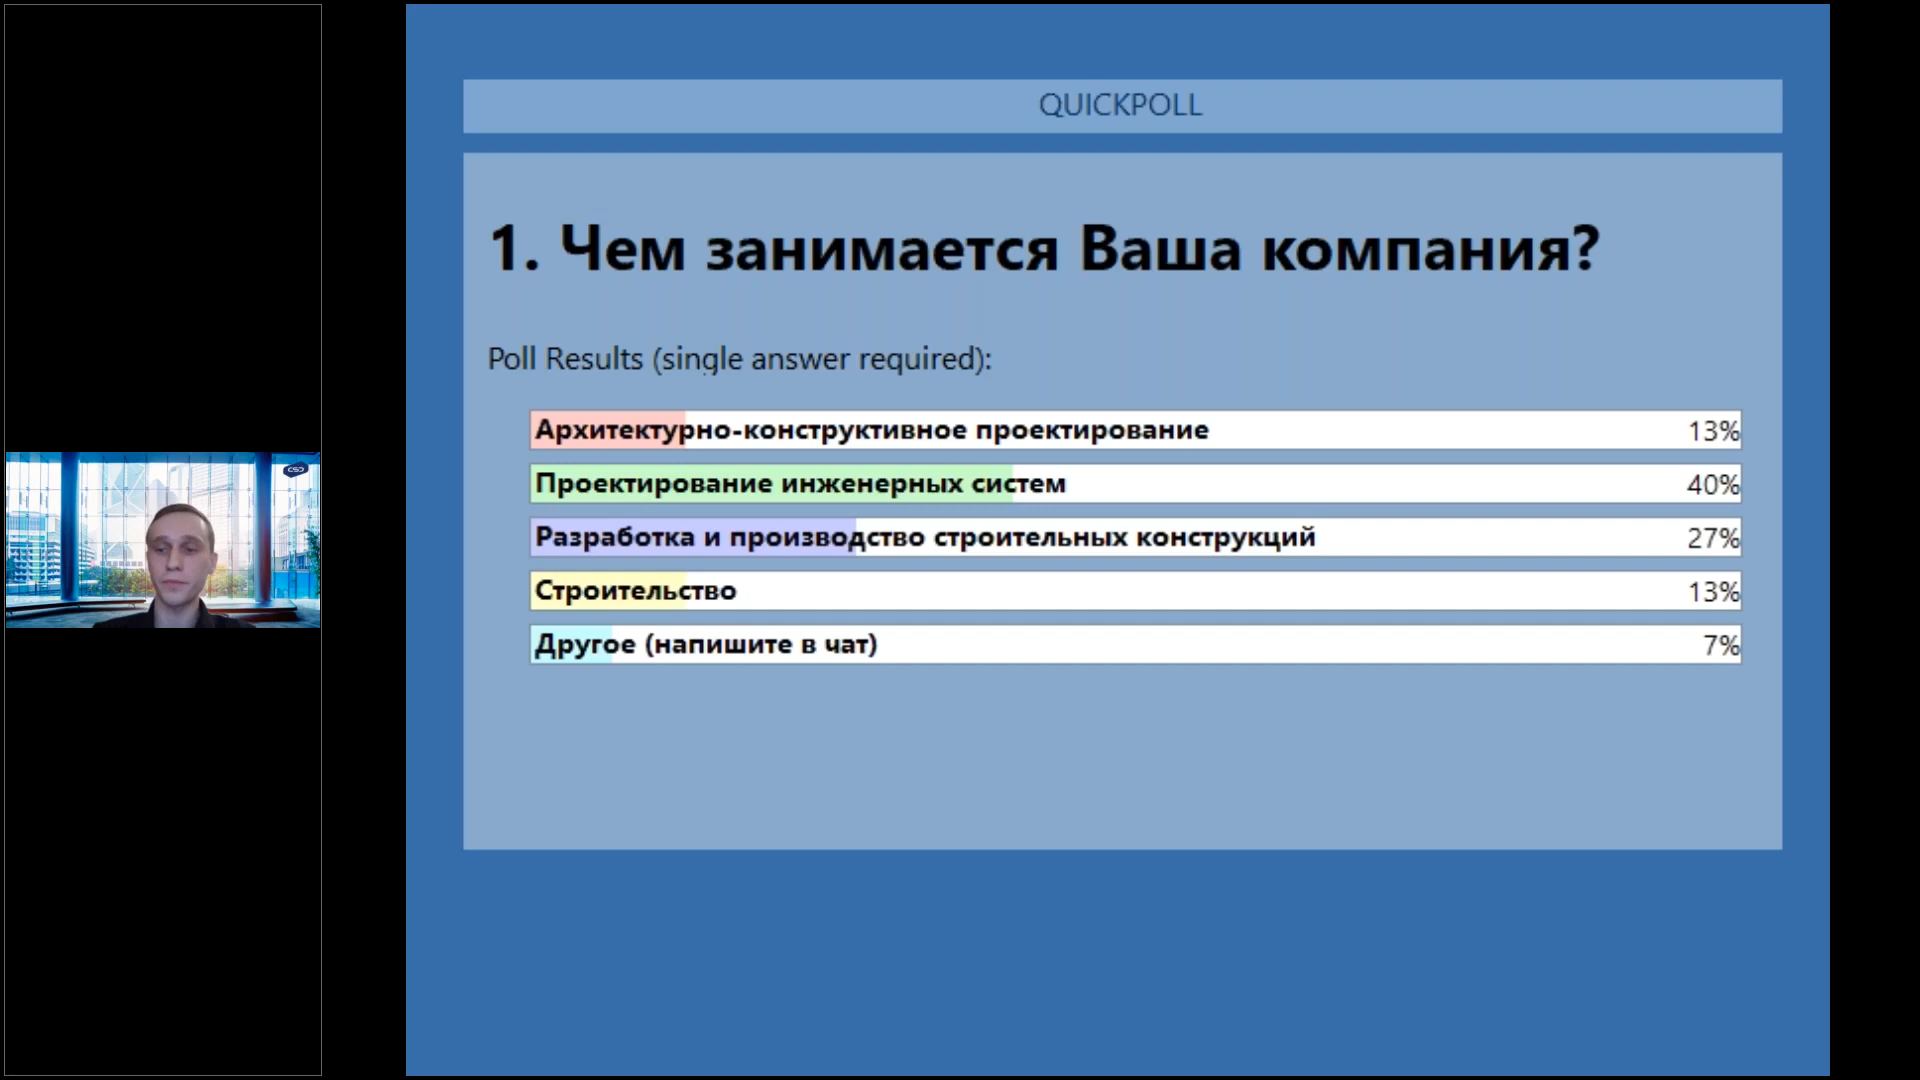 CSD
QUICKPOLL
1. Чем занимается Ваша компания?
Poll Results (single answer required):
Архитектурно-конструктивное проектирование 13%
Проектирование инженерных систем 40%
Разработка и производство строительных конструкций 27%
Строительство 13%
Другое (напишите в чат) 7%